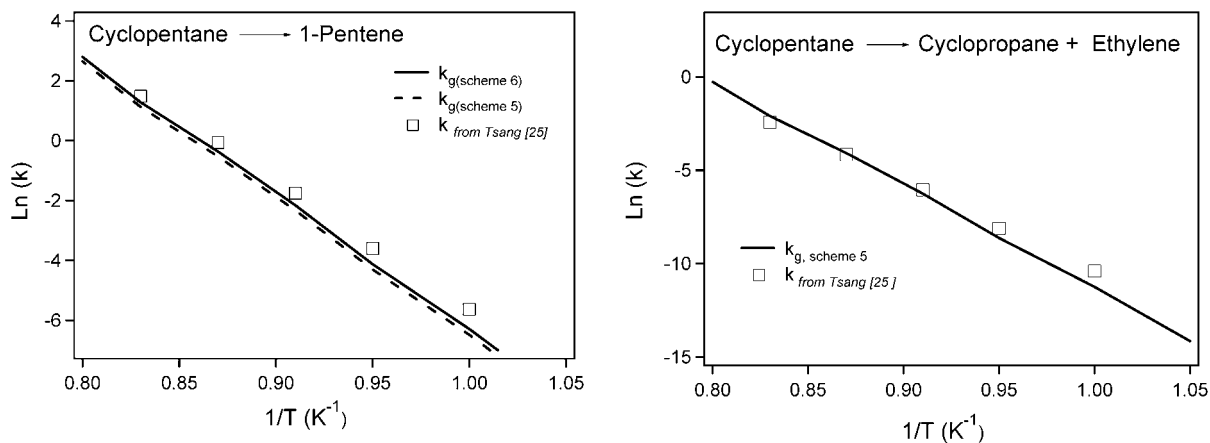 Cyclopentane ⟶ 1-Pentene
k g(scheme 6)
k g(scheme 5)
k from Tsang [25]
Ln (k)
4
2
0
-2
-4
-6
0.80 0.85 0.90 0.95 1.00 1.05
1/T (K⁻¹)
Cyclopentane ⟶ Cyclopropane + Ethylene
k g, scheme 5
k from Tsang [25 ]
Ln (k)
0
-5
-10
-15
0.80 0.85 0.90 0.95 1.00 1.05
1/T (K⁻¹)